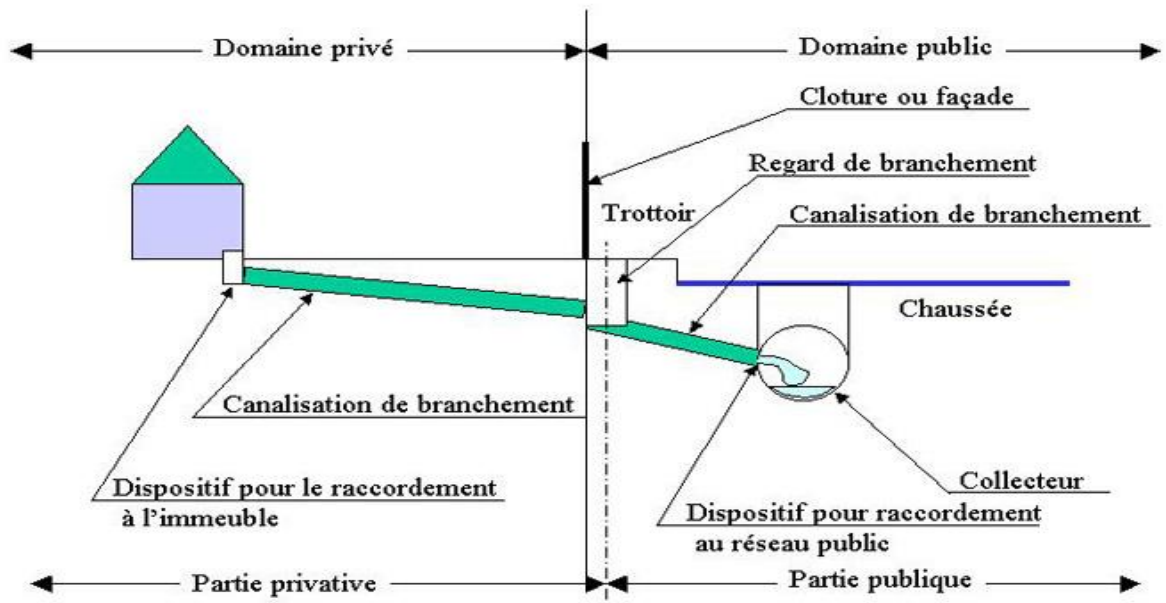 Domaine privé
Domaine public
Cloture ou façade
Regard de branchement
Trottoir
Canalisation de branchement
Chaussée
Canalisation de branchement
Dispositif pour le raccordement
à l'immeuble
Collecteur
Dispositif pour raccordement
au réseau public
Partie privative
Partie publique